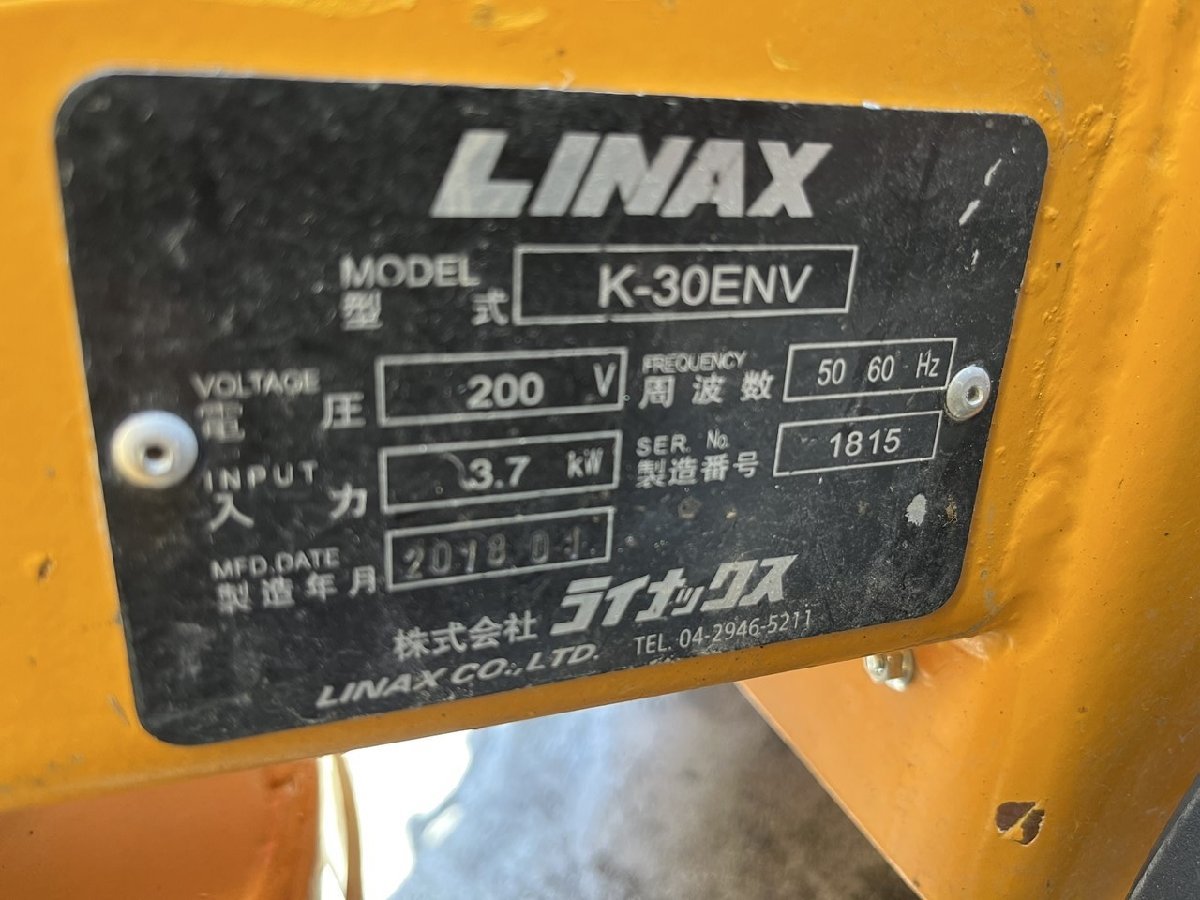 LINAX
MODEL
型式 K-30ENV
VOLTAGE
電圧 200 V
FREQUENCY
周波数 50 60 Hz
INPUT
入力 3.7 kW
SER. No.
製造番号 1815
MFD.DATE
製造年月 2018.01.
株式会社 ライナックス
LINAX CO.,LTD. TEL. 04-2946-5211